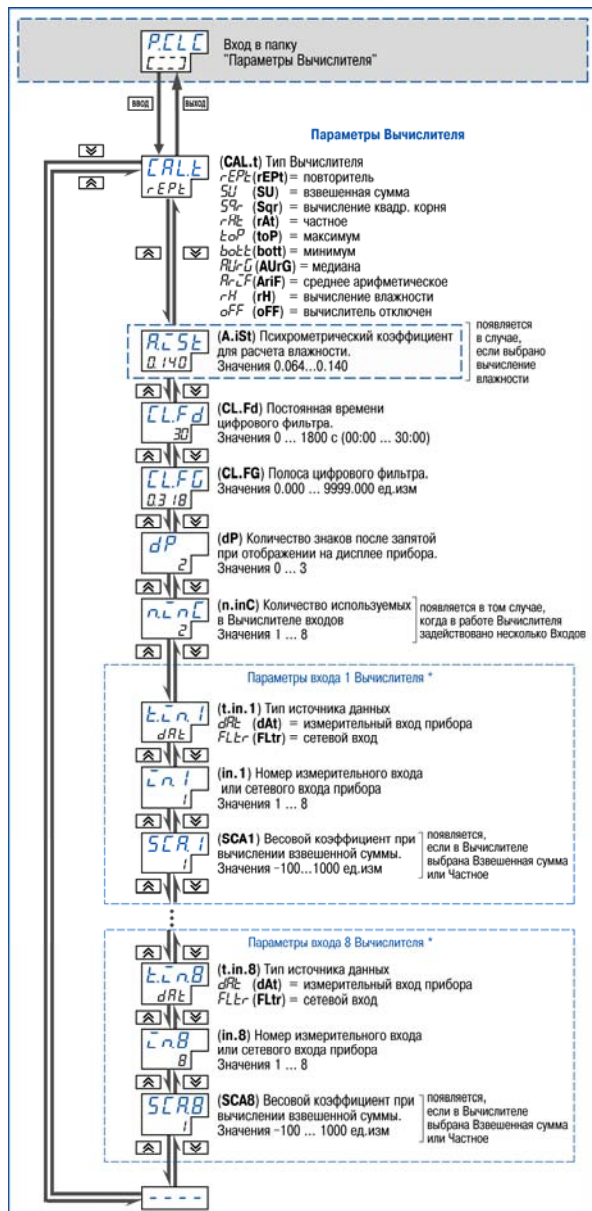 P.CLC
[---]
Вход в папку
"Параметры Вычислителя"
ВВОД
ВЫХОД
Параметры Вычислителя
CAL.t
rEPt
(CAL.t) Тип Вычислителя
rEPt (rEPt) = повторитель
SU (SU) = взвешенная сумма
Sqr (Sqr) = вычисление квадр. корня
rAt (rAt) = частное
toP (toP) = максимум
bott (bott) = минимум
AUrG (AUrG) = медиана
AriF (AriF) = среднее арифметическое
rH (rH) = вычисление влажности
oFF (oFF) = вычислитель отключен
A.iSt
0.140
(A.iSt) Психрометрический коэффициент
для расчета влажности.
Значения 0.064...0.140
появляется
в случае,
если выбрано
вычисление
влажности
CL.Fd
30
(CL.Fd) Постоянная времени
цифрового фильтра.
Значения 0 ... 1800 с (00:00 ... 30:00)
CL.FG
0.318
(CL.FG) Полоса цифрового фильтра.
Значения 0.000 ... 9999.000 ед.изм
dP
2
(dP) Количество знаков после запятой
при отображении на дисплее прибора.
Значения 0 ... 3
n.inC
2
(n.inC) Количество используемых
в Вычислителе входов
Значения 1 ... 8
появляется в том случае,
когда в работе Вычислителя
задействовано несколько Входов
Параметры входа 1 Вычислителя *
t.in.1
dAt
(t.in.1) Тип источника данных
dAt (dAt) = измерительный вход прибора
FLtr (FLtr) = сетевой вход
in.1
1
(in.1) Номер измерительного входа
или сетевого входа прибора
Значения 1 ... 8
SCA.1
1
(SCA1) Весовой коэффициент при
вычислении взвешенной суммы.
Значения -100...1000 ед.изм
появляется,
если в Вычислителе
выбрана Взвешенная сумма
или Частное
Параметры входа 8 Вычислителя *
t.in.8
dAt
(t.in.8) Тип источника данных
dAt (dAt) = измерительный вход прибора
FLtr (FLtr) = сетевой вход
in.8
8
(in.8) Номер измерительного входа
или сетевого входа прибора
Значения 1 ... 8
SCA.8
1
(SCA8) Весовой коэффициент при
вычислении взвешенной суммы.
Значения -100 ... 1000 ед.изм
появляется,
если в Вычислителе
выбрана Взвешенная сумма
или Частное
----